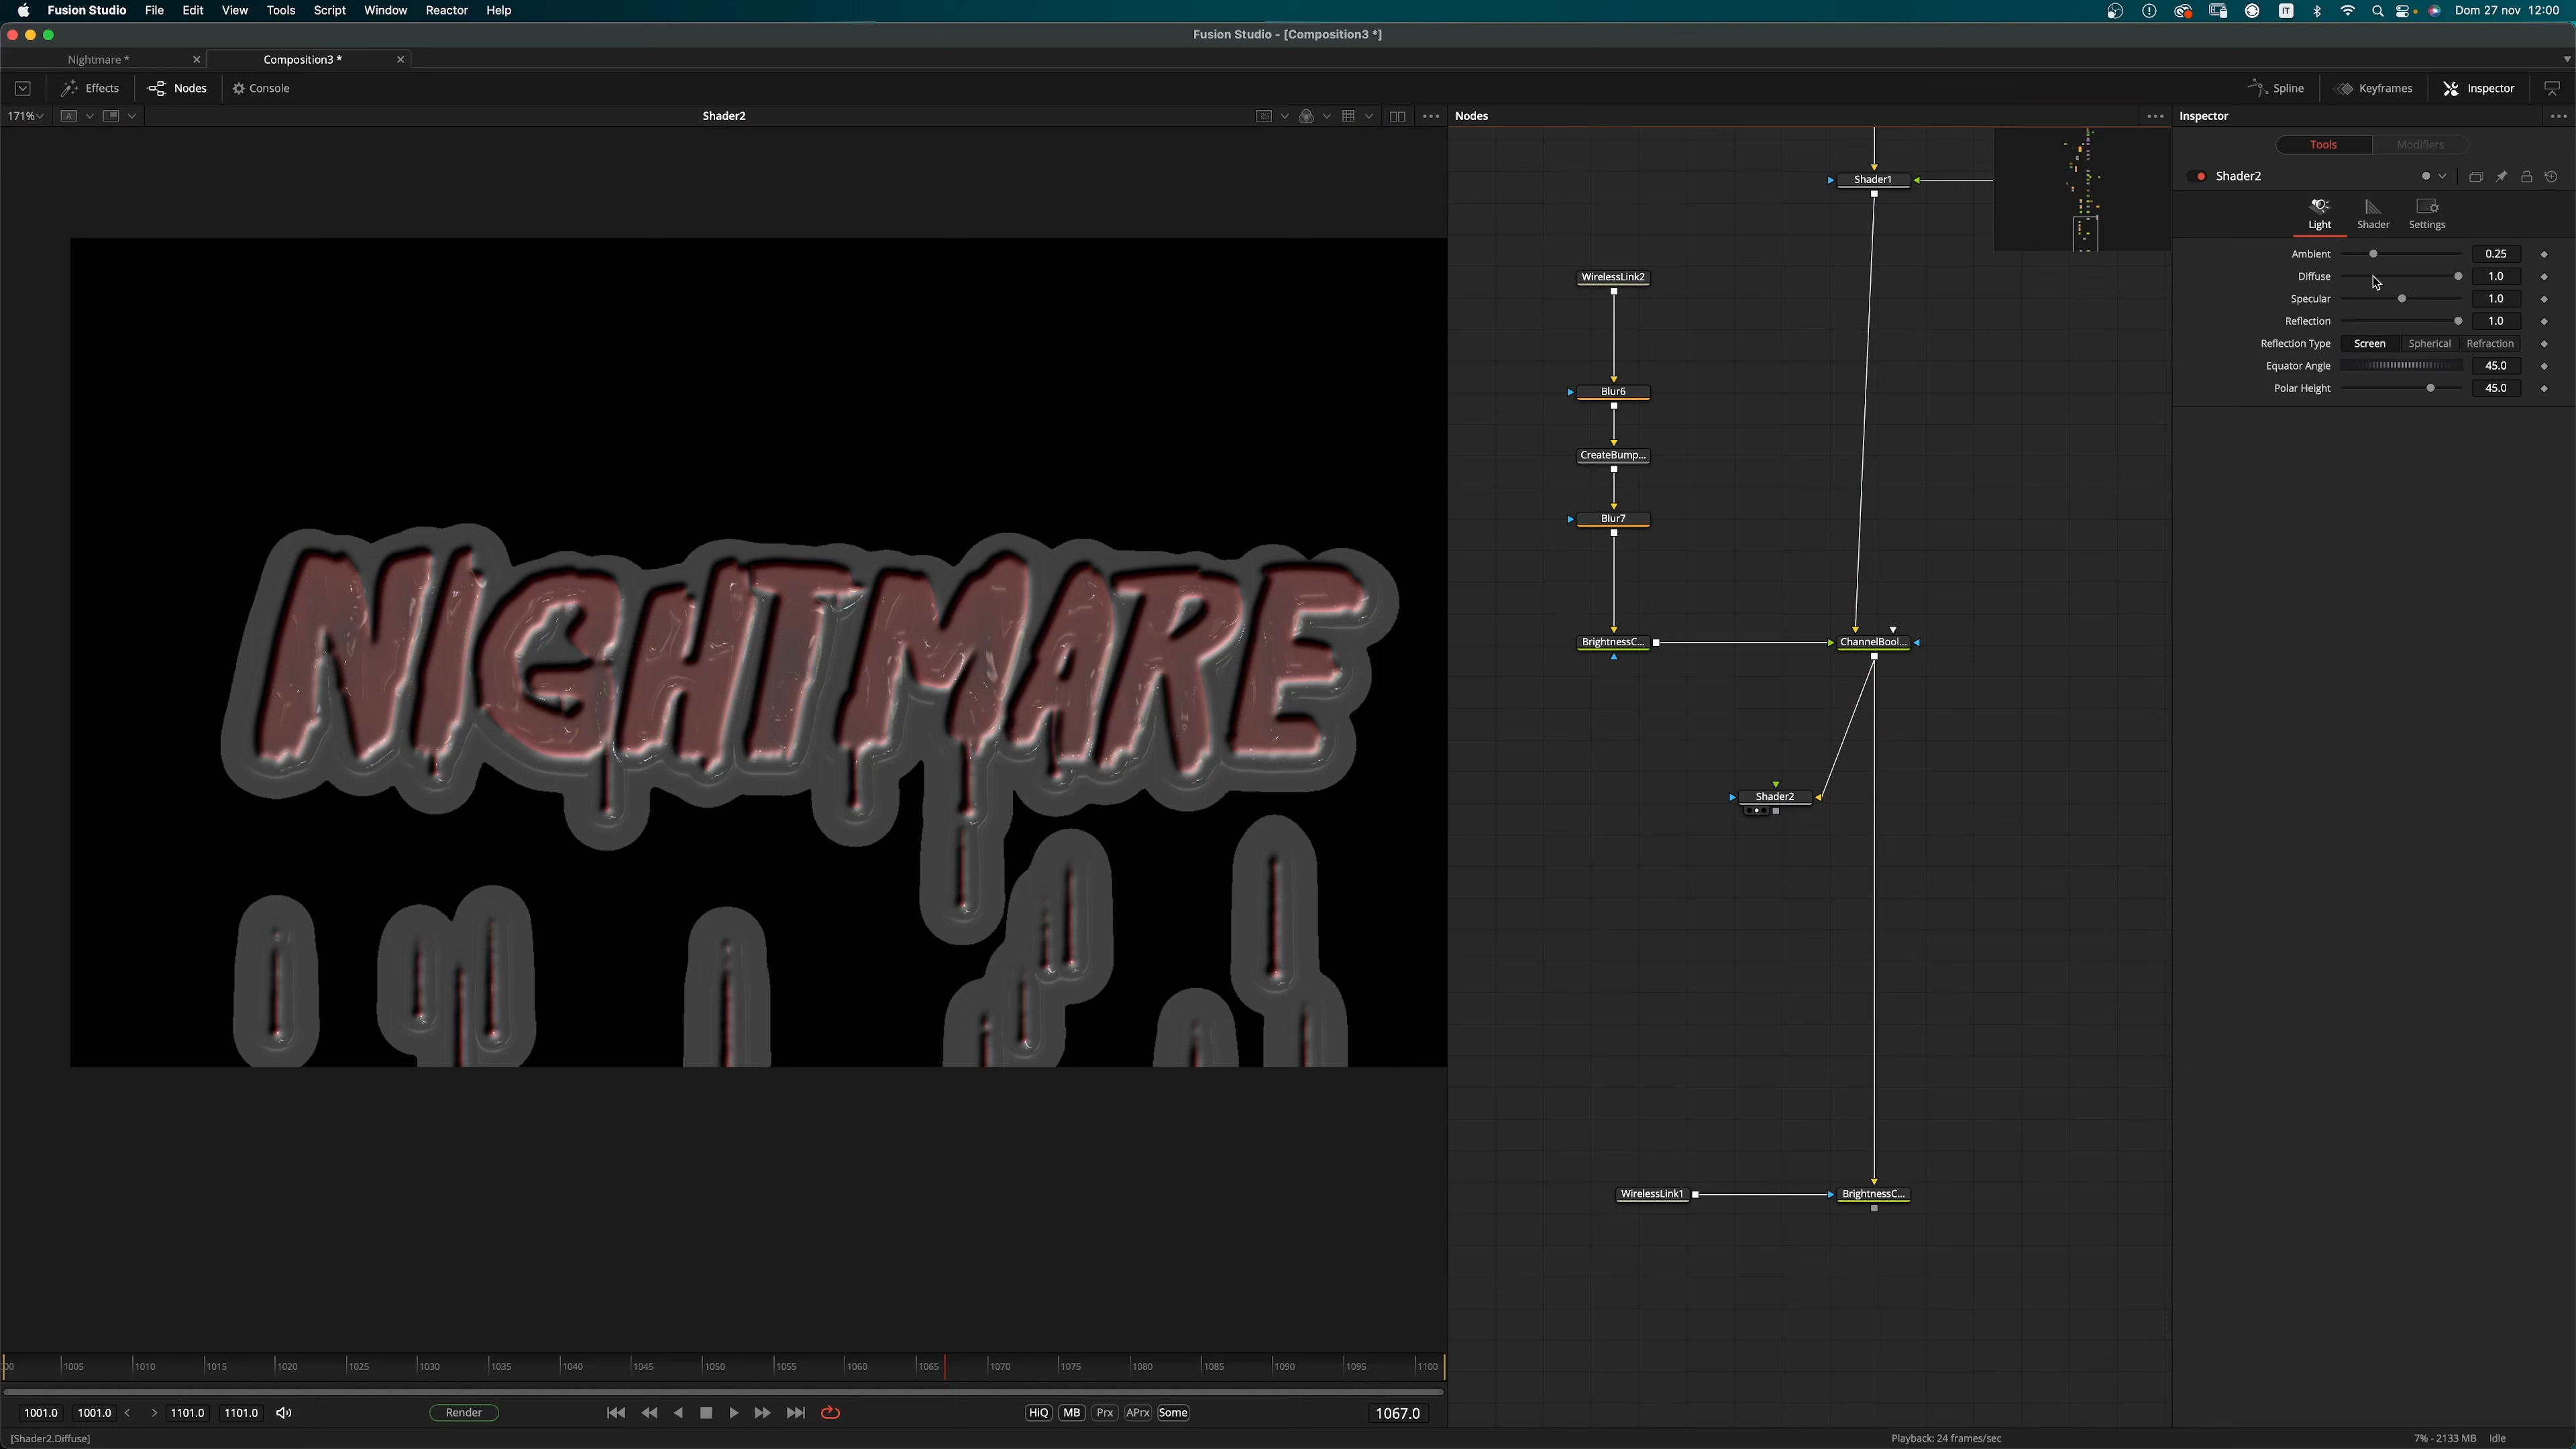 Fusion Studio File Edit View Tools Script Window Reactor Help IT Dom 27 nov 12:00
Fusion Studio - [Composition3 *]
Nightmare * Composition3 *
Effects Nodes Console Spline Keyframes Inspector
171% A Shader2 Nodes Inspector
Tools Modifiers
Shader2
Light Shader Settings
Ambient 0.25
Diffuse 1.0
Specular 1.0
Reflection 1.0
Reflection Type Screen Spherical Refraction
Equator Angle 45.0
Polar Height 45.0
Shader1
WirelessLink2
Blur6
CreateBump...
Blur7
BrightnessC... ChannelBool...
Shader2
WirelessLink1 BrightnessC...
NIGHTMARE
00 1005 1010 1015 1020 1025 1030 1035 1040 1045 1050 1055 1060 1065 1070 1075 1080 1085 1090 1095 1100
1001.0 1001.0 < > 1101.0 1101.0 Render HiQ MB Prx APrx Some 1067.0
[Shader2.Diffuse] Playback: 24 frames/sec 7% - 2133 MB Idle